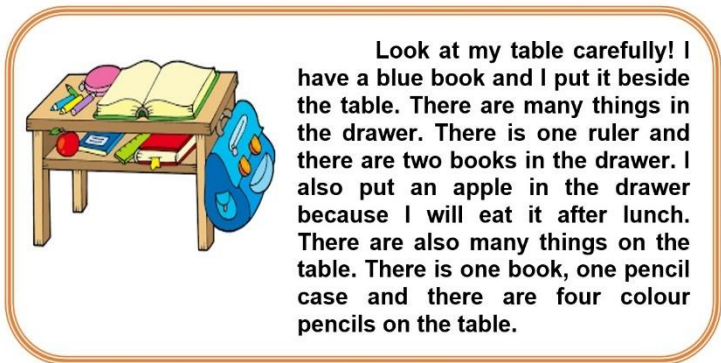 Look at my table carefully! I
have a blue book and I put it beside
the table. There are many things in
the drawer. There is one ruler and
there are two books in the drawer. I
also put an apple in the drawer
because I will eat it after lunch.
There are also many things on the
table. There is one book, one pencil
case and there are four colour
pencils on the table.